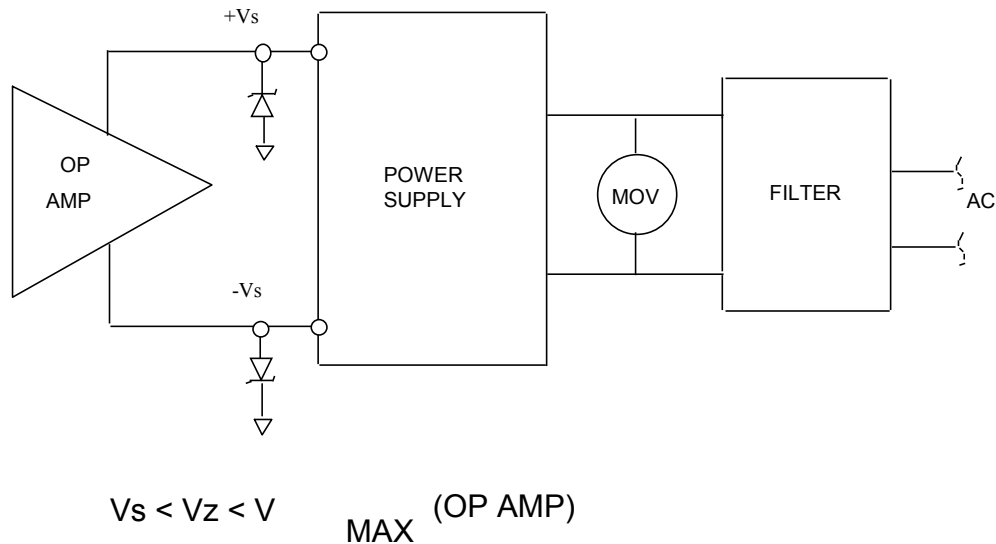 +Vs
OP
AMP
POWER
SUPPLY
MOV
FILTER
AC
-Vs
Vs < Vz < V MAX (OP AMP)